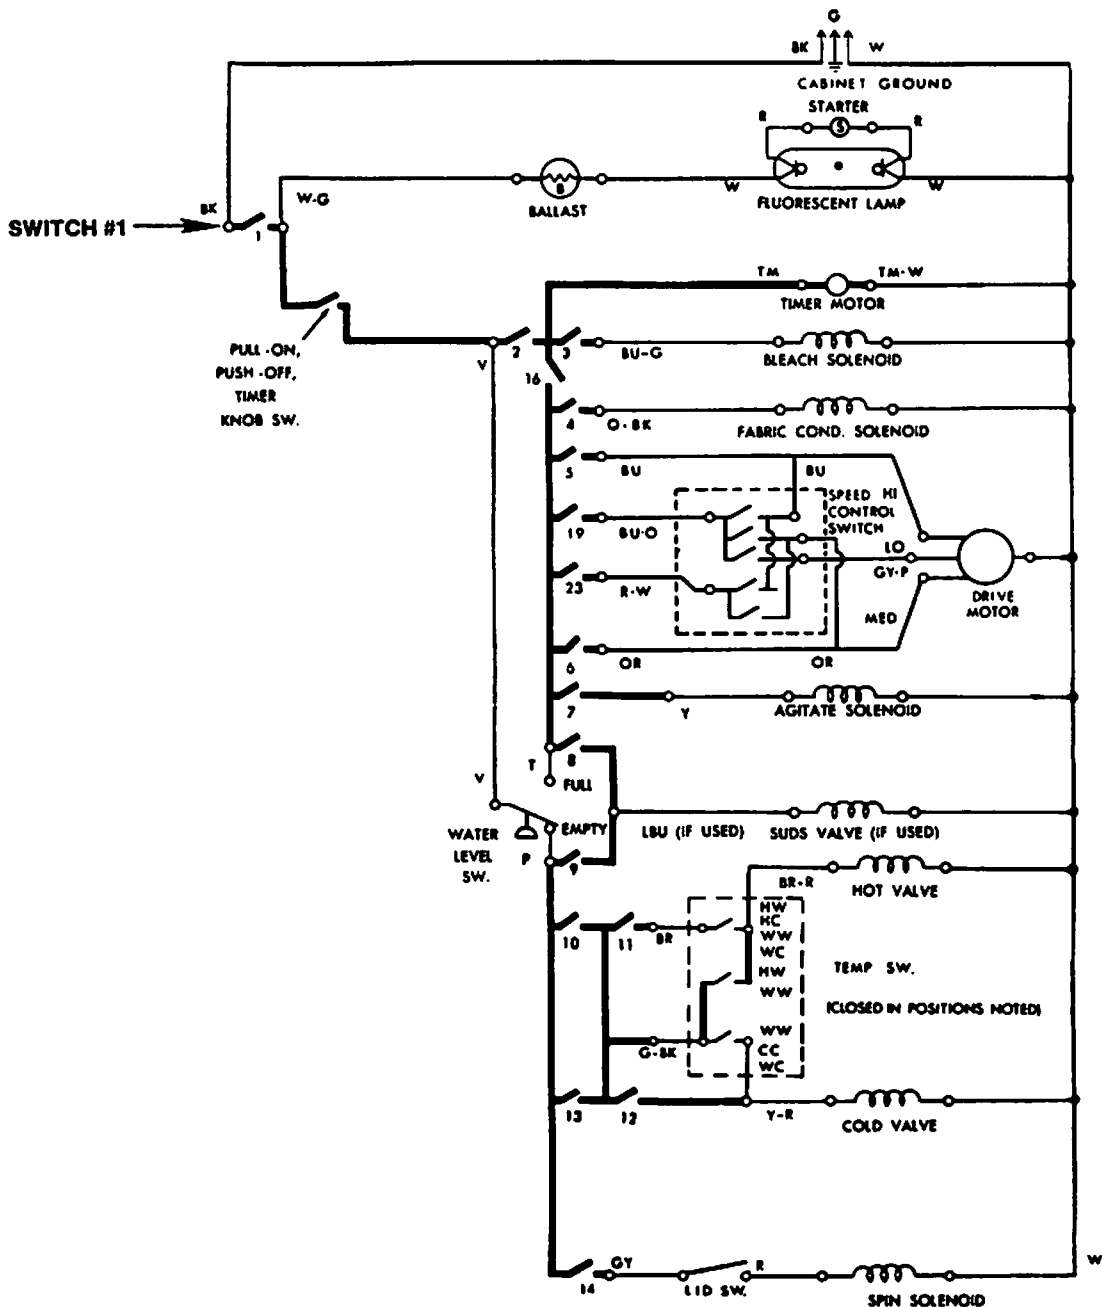 G
BK
W
CABINET GROUND
STARTER
R
S
R
W-G
B
W
W
BALLAST
FLUORESCENT LAMP
SWITCH #1
BK
1
TM
TM-W
TIMER MOTOR
PULL-ON,
PUSH-OFF,
TIMER
KNOB SW.
V
2
3
BU-G
BLEACH SOLENOID
16
4
O-BK
FABRIC COND. SOLENOID
5
BU
BU
SPEED
CONTROL
SWITCH
HI
19
BU-O
LO
GY-P
23
R-W
DRIVE
MOTOR
MED
6
OR
OR
7
Y
AGITATE SOLENOID
8
T
FULL
V
WATER
LEVEL
SW.
EMPTY
LBU (IF USED)
SUDS VALVE (IF USED)
P
9
BR-R
HOT VALVE
10
11
BR
HW
HC
WW
WC
HW
WW
TEMP SW.
(CLOSED IN POSITIONS NOTED)
G-BK
WW
CC
WC
13
12
Y-R
COLD VALVE
W
14
GY
LID SW.
R
SPIN SOLENOID